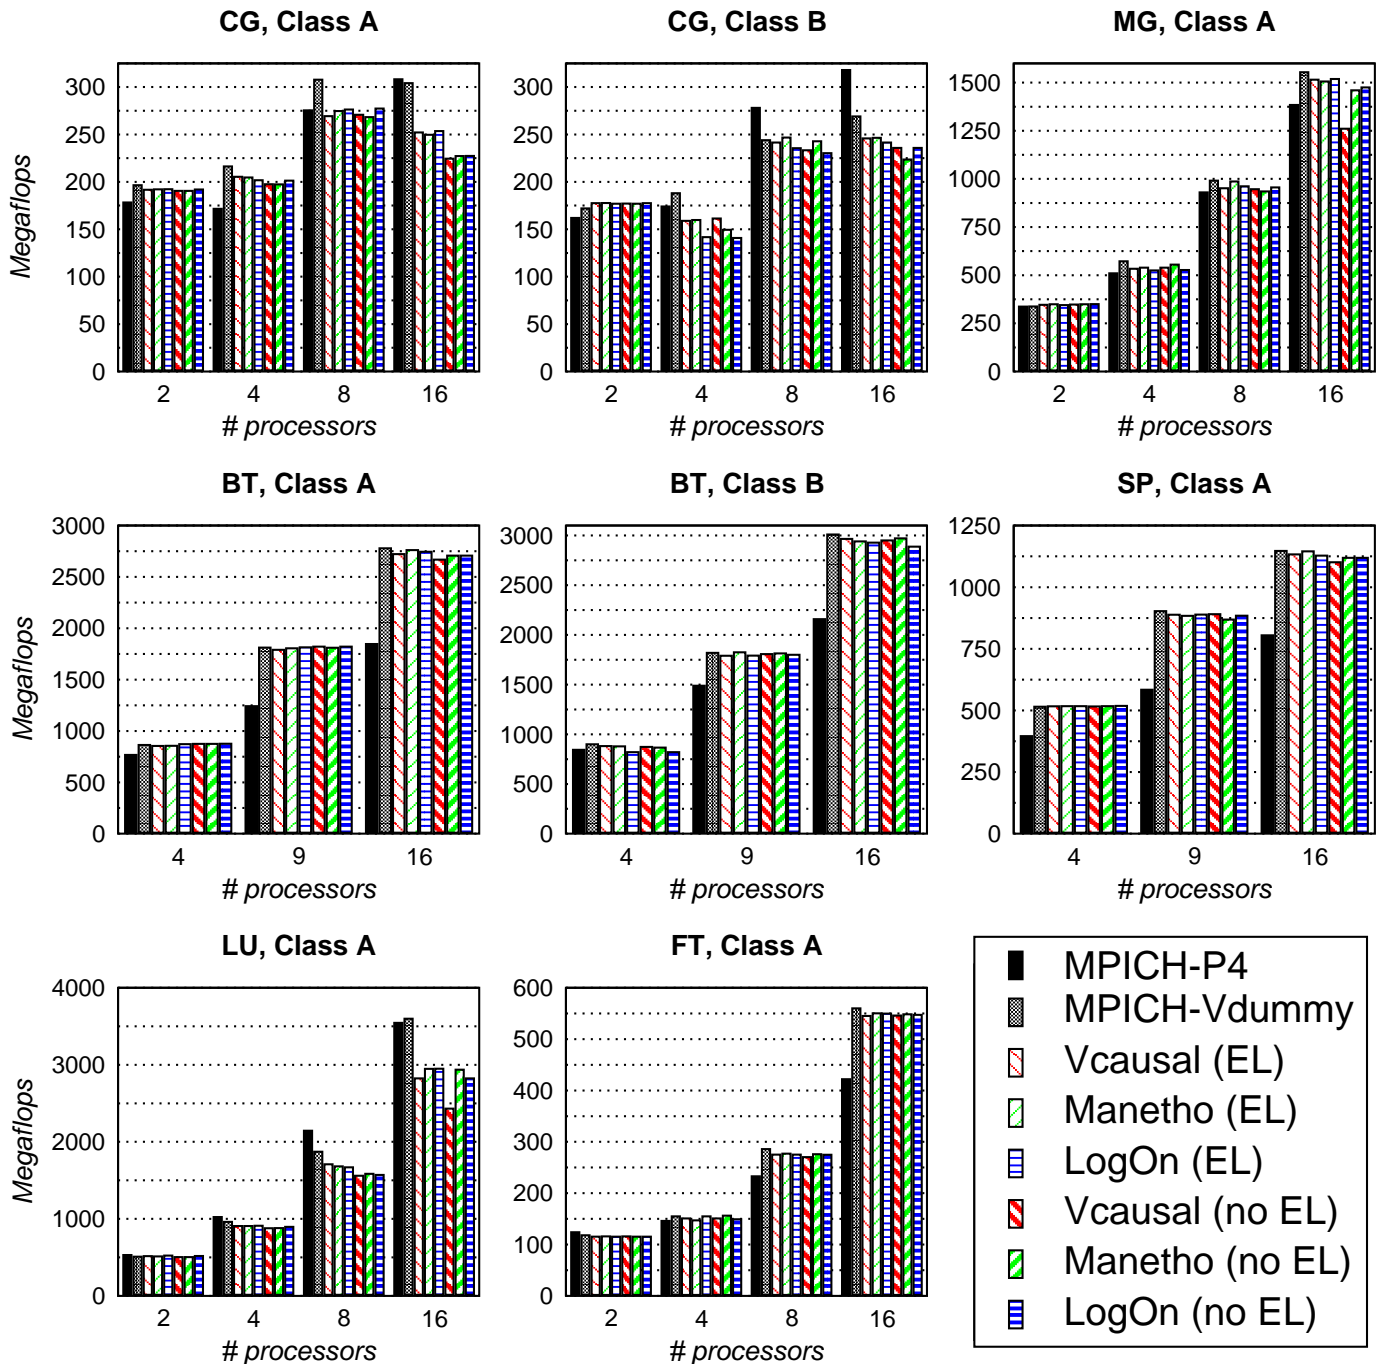 CG, Class A
CG, Class B
MG, Class A
Megaflops
300
250
200
150
100
50
0
2 4 8 16
# processors
300
250
200
150
100
50
0
2 4 8 16
# processors
1500
1250
1000
750
500
250
0
2 4 8 16
# processors
BT, Class A
BT, Class B
SP, Class A
Megaflops
3000
2500
2000
1500
1000
500
0
4 9 16
# processors
3000
2500
2000
1500
1000
500
0
4 9 16
# processors
1250
1000
750
500
250
0
4 9 16
# processors
LU, Class A
FT, Class A
Megaflops
4000
3000
2000
1000
0
2 4 8 16
# processors
600
500
400
300
200
100
0
2 4 8 16
# processors
MPICH-P4
MPICH-Vdummy
Vcausal (EL)
Manetho (EL)
LogOn (EL)
Vcausal (no EL)
Manetho (no EL)
LogOn (no EL)